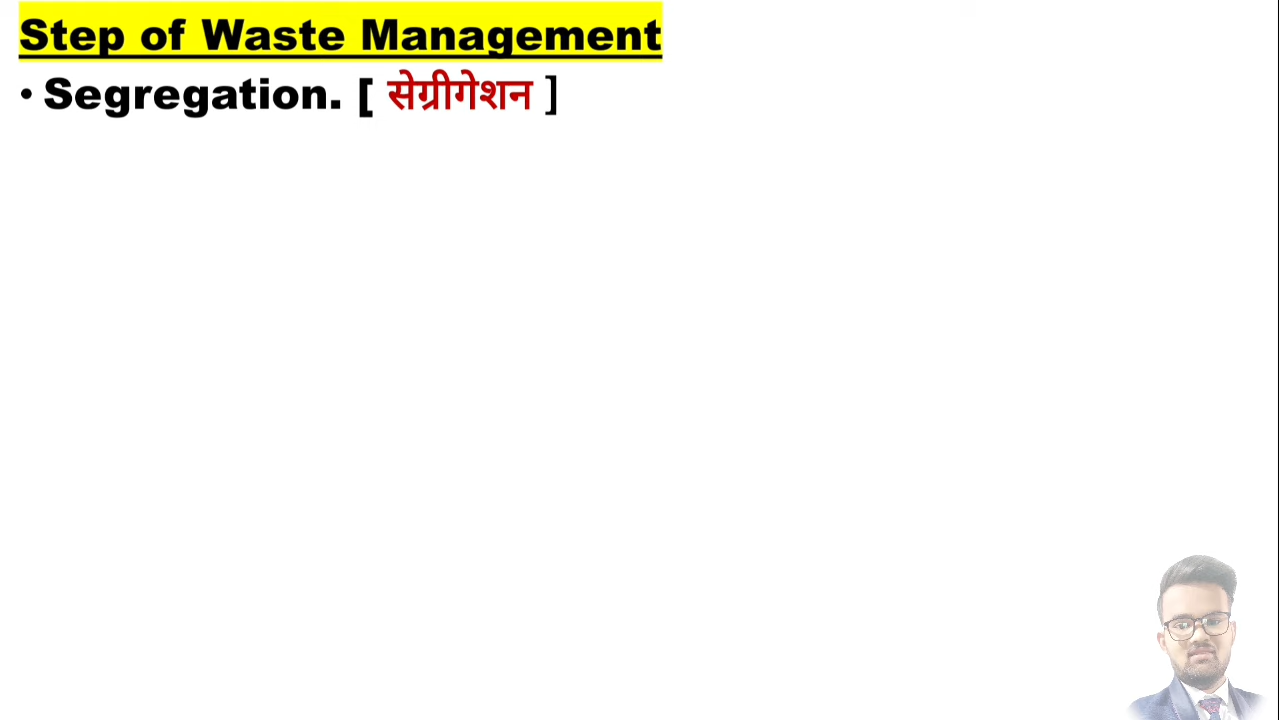 Step of Waste Management
• Segregation. [ सेग्रीगेशन ]